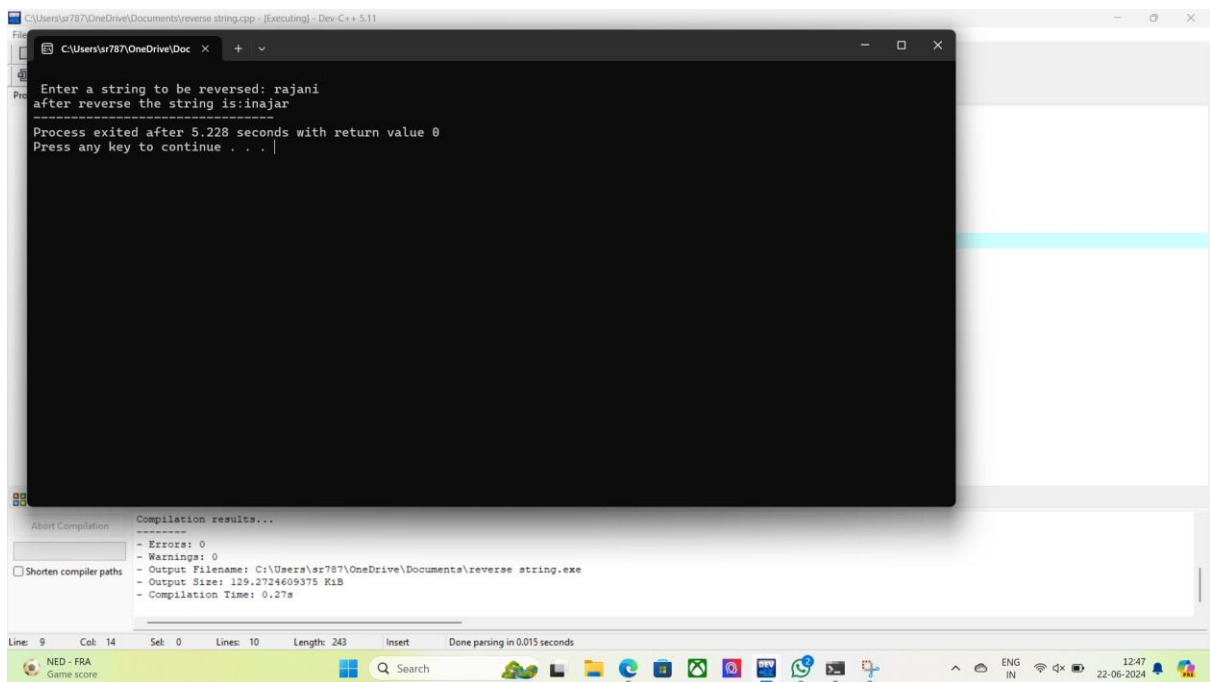 C:\Users\sr787\OneDrive\Documents\reverse string.cpp - [Executing] - Dev-C++ 5.11
File
C:\Users\sr787\OneDrive\Doc
Pro
Enter a string to be reversed: rajani
after reverse the string is:inajar
--------------------------------
Process exited after 5.228 seconds with return value 0
Press any key to continue . . .
Abort Compilation
Shorten compiler paths
Compilation results...
--------
- Errors: 0
- Warnings: 0
- Output Filename: C:\Users\sr787\OneDrive\Documents\reverse string.exe
- Output Size: 129.2724609375 KiB
- Compilation Time: 0.27s
Line: 9 Col: 14 Sel: 0 Lines: 10 Length: 243 Insert Done parsing in 0.015 seconds
NED - FRA
Game score
Search
DEV
2
ENG
IN
12:47
22-06-2024
PRE